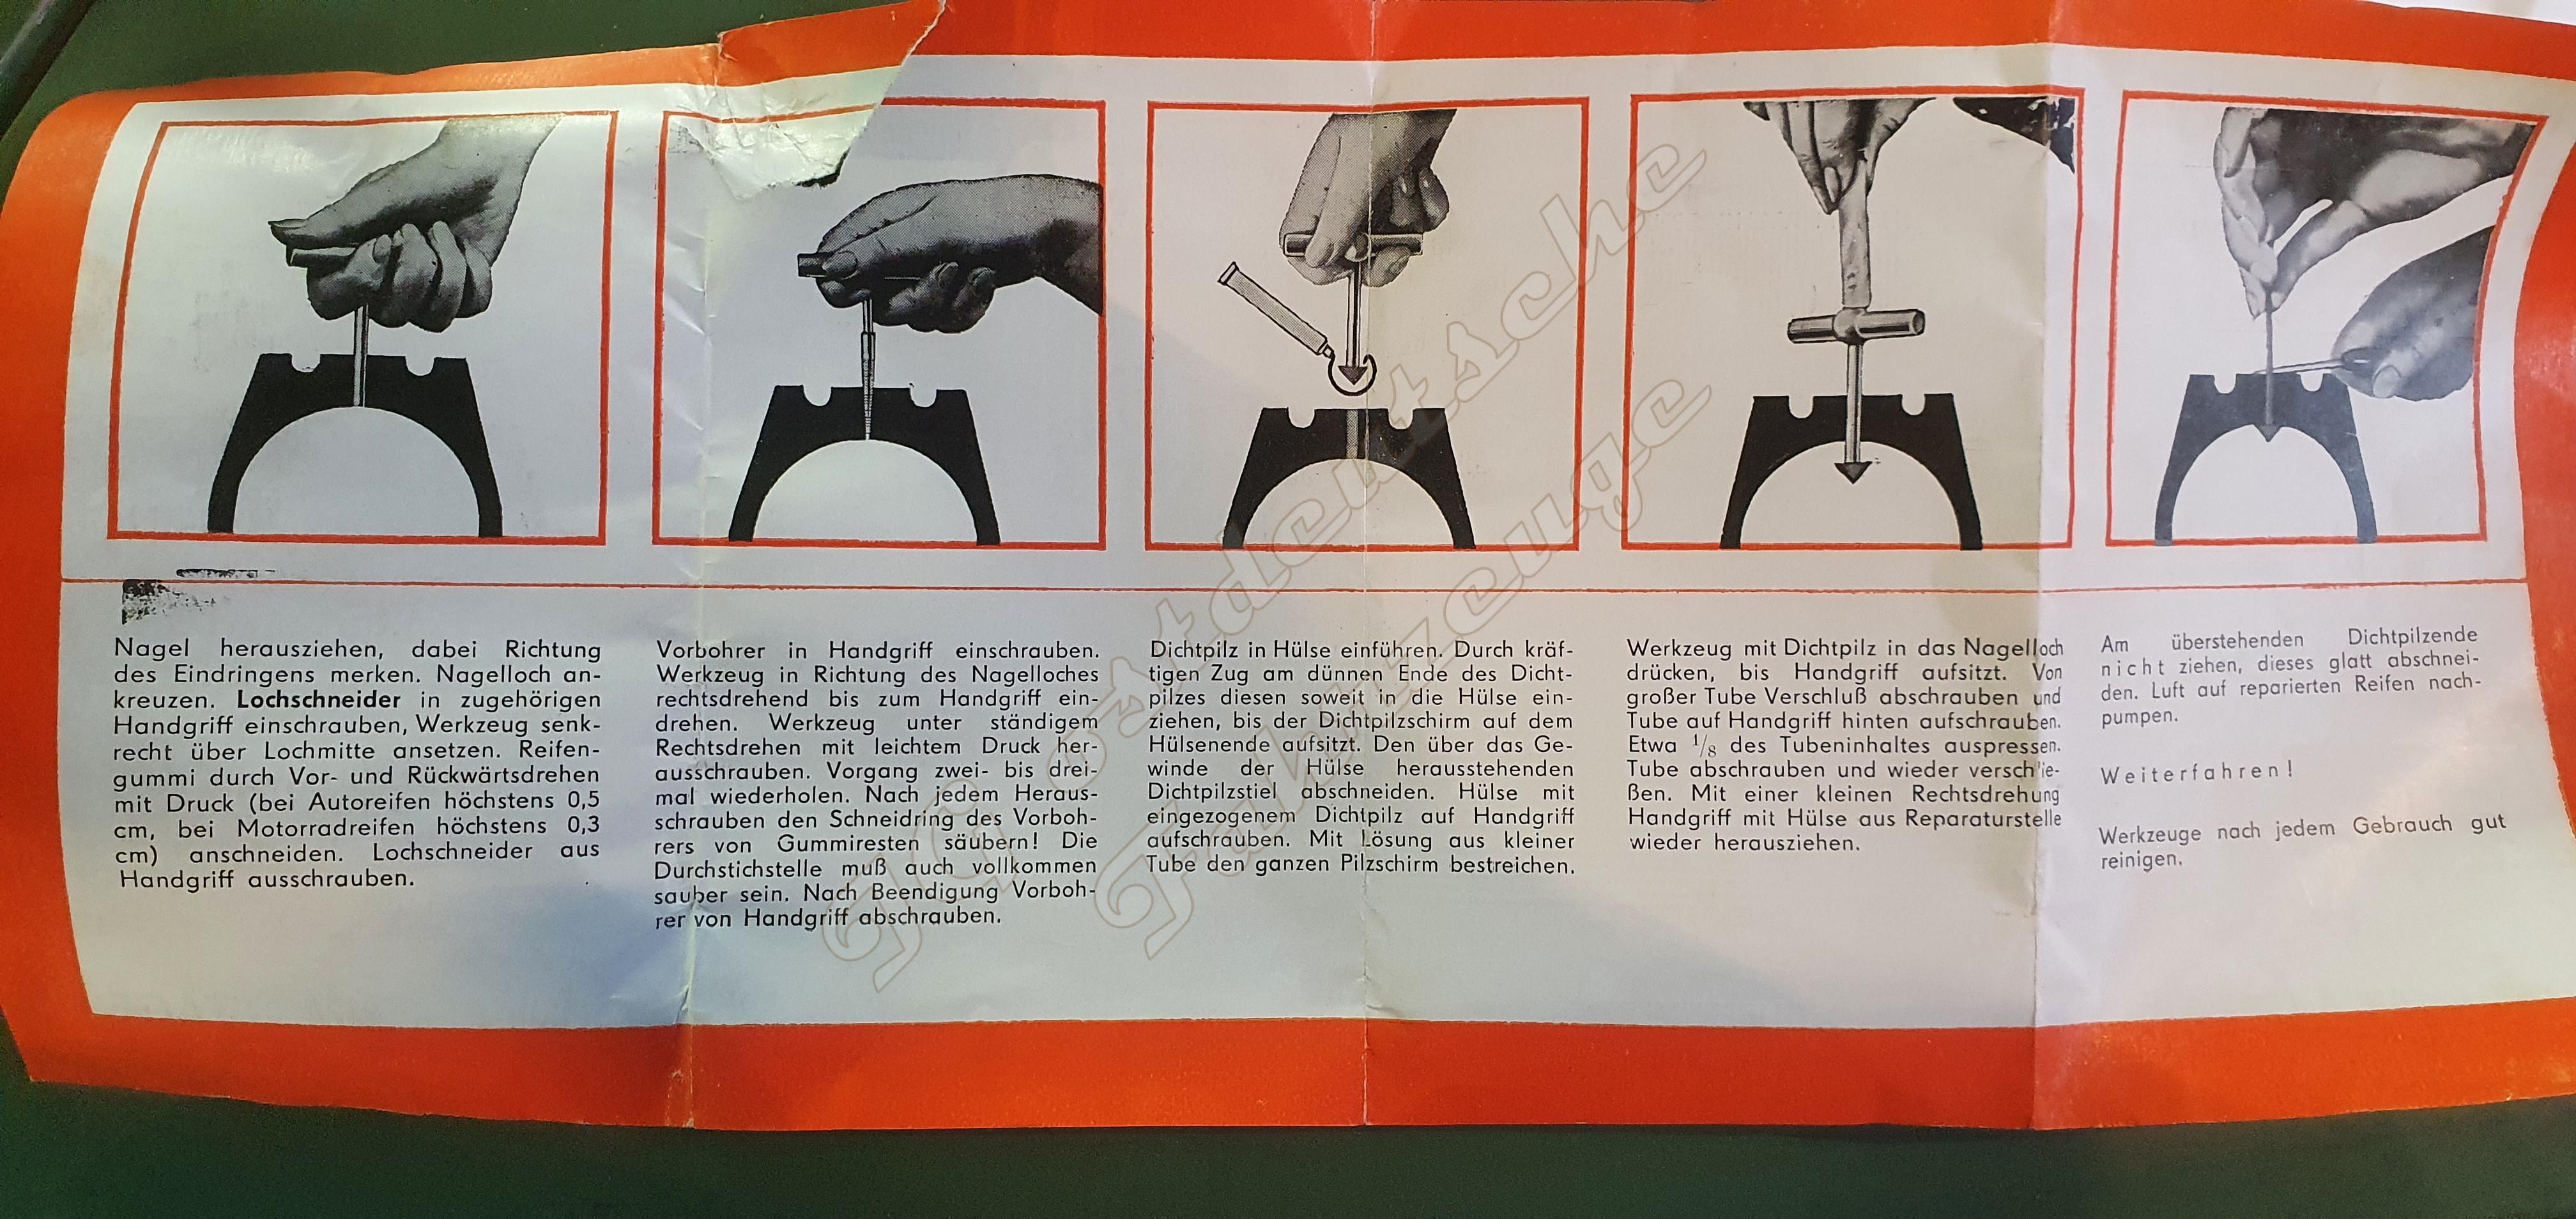 Nagel herausziehen, dabei Richtung
des Eindringens merken. Nagelloch an-
kreuzen. Lochschneider in zugehörigen
Handgriff einschrauben, Werkzeug senk-
recht über Lochmitte ansetzen. Reifen-
gummi durch Vor- und Rückwärtsdrehen
mit Druck (bei Autoreifen höchstens 0,5
cm, bei Motorradreifen höchstens 0,3
cm) anschneiden. Lochschneider aus
Handgriff ausschrauben.
Vorbohrer in Handgriff einschrauben.
Werkzeug in Richtung des Nagelloches
rechtsdrehend bis zum Handgriff ein-
drehen. Werkzeug unter ständigem
Rechtsdrehen mit leichtem Druck her-
ausschrauben. Vorgang zwei- bis drei-
mal wiederholen. Nach jedem Heraus-
schrauben den Schneidring des Vorboh-
rers von Gummiresten säubern! Die
Durchstichstelle muß auch vollkommen
sauber sein. Nach Beendigung Vorboh-
rer von Handgriff abschrauben.
Dichtpilz in Hülse einführen. Durch kräf-
tigen Zug am dünnen Ende des Dicht-
pilzes diesen soweit in die Hülse ein-
ziehen, bis der Dichtpilzschirm auf dem
Hülsenende aufsitzt. Den über das Ge-
winde der Hülse herausstehenden
Dichtpilzstiel abschneiden. Hülse mit
eingezogenem Dichtpilz auf Handgriff
aufschrauben. Mit Lösung aus kleiner
Tube den ganzen Pilzschirm bestreichen.
Werkzeug mit Dichtpilz in das Nagelloch
drücken, bis Handgriff aufsitzt. Von
großer Tube Verschluß abschrauben und
Tube auf Handgriff hinten aufschrauben.
Etwa 1/8 des Tubeninhaltes auspressen.
Tube abschrauben und wieder verschlie-
ßen. Mit einer kleinen Rechtsdrehung
Handgriff mit Hülse aus Reparaturstelle
wieder herausziehen.
Am überstehenden Dichtpilzende
nicht ziehen, dieses glatt abschnei-
den. Luft auf reparierten Reifen nach-
pumpen.
Weiterfahren!
Werkzeuge nach jedem Gebrauch gut
reinigen.
IG ostdeutsche
Fahrzeuge